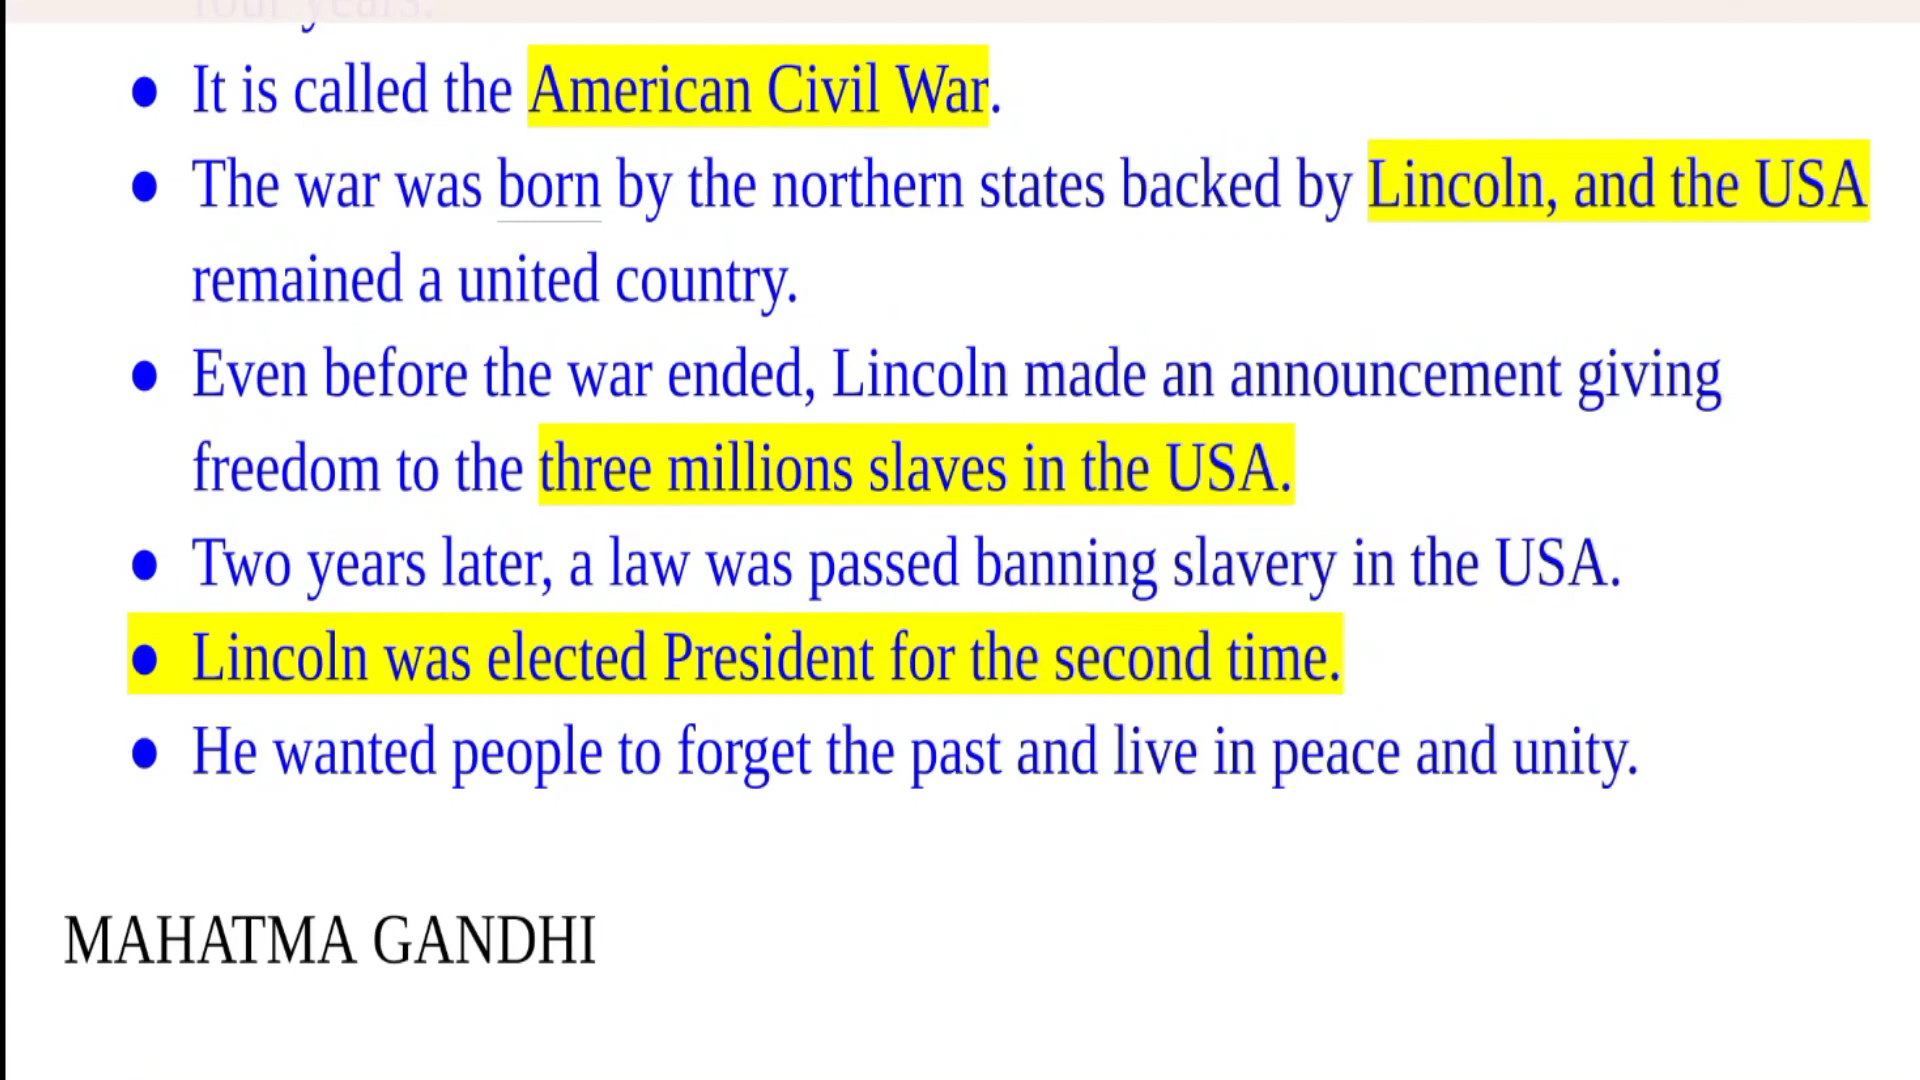 four years.
● It is called the American Civil War.
● The war was born by the northern states backed by Lincoln, and the USA
remained a united country.
● Even before the war ended, Lincoln made an announcement giving
freedom to the three millions slaves in the USA.
● Two years later, a law was passed banning slavery in the USA.
● Lincoln was elected President for the second time.
● He wanted people to forget the past and live in peace and unity.
MAHATMA GANDHI